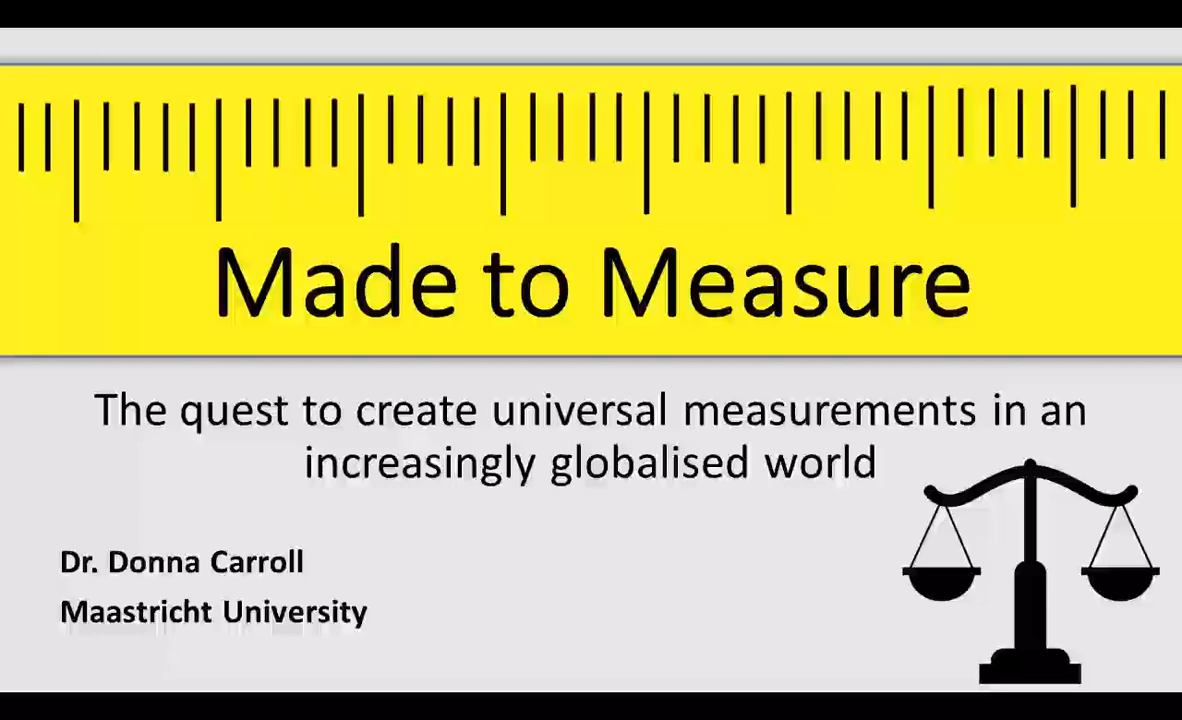 Made to Measure
The quest to create universal measurements in an
increasingly globalised world
Dr. Donna Carroll
Maastricht University